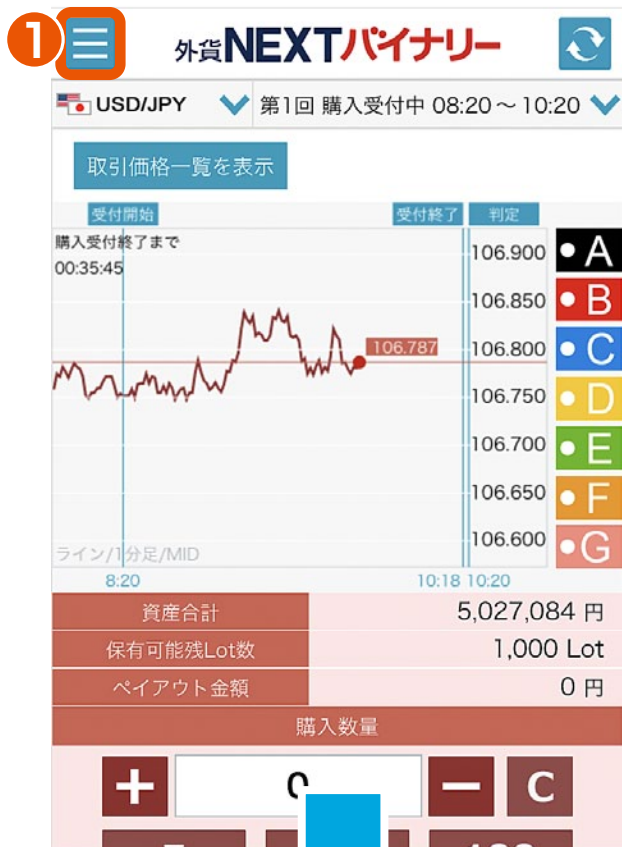 1
外貨NEXTバイナリー
USD/JPY 第1回 購入受付中 08:20～10:20
取引価格一覧を表示
受付開始 受付終了 判定
購入受付終了まで
00:35:45
106.900 A
106.850 B
106.787 106.800 C
106.750 D
106.700 E
106.650 F
106.600 G
ライン/1分足/MID
8:20 10:18 10:20
資産合計 5,027,084 円
保有可能残Lot数 1,000 Lot
ペイアウト金額 0 円
購入数量
+ 0 − C